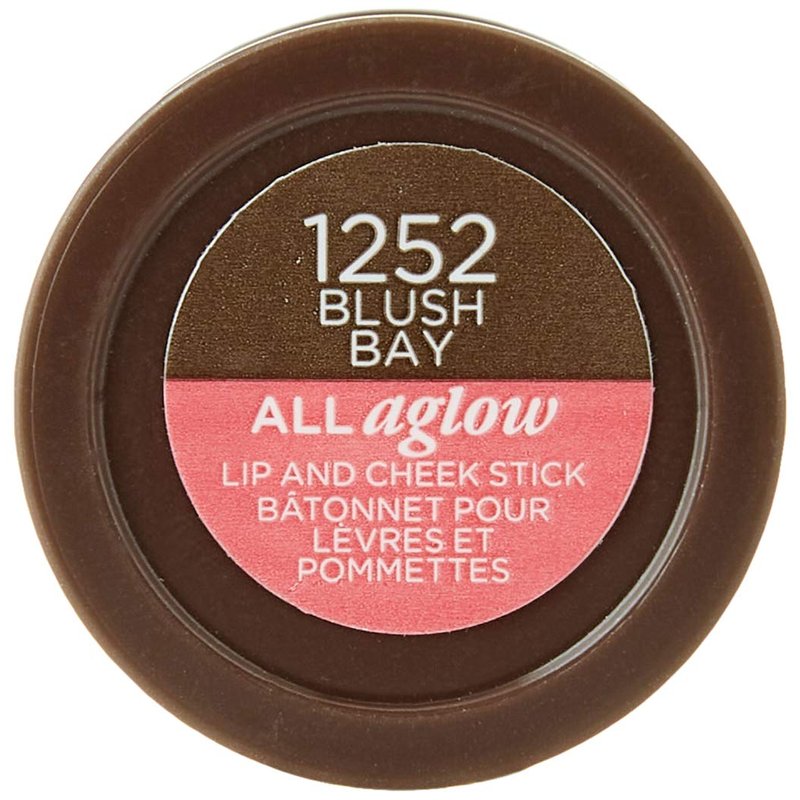 1252
BLUSH
BAY
ALL aglow
LIP AND CHEEK STICK
BÂTONNET POUR
LÈVRES ET
POMMETTES